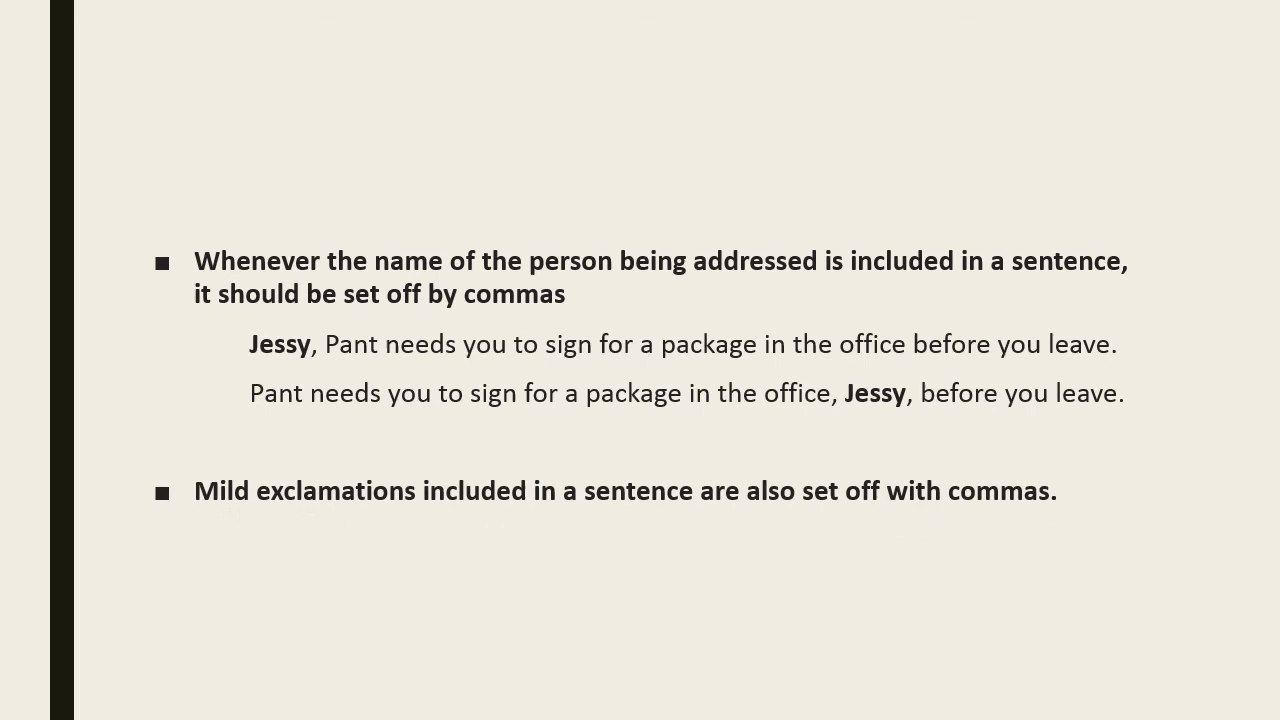 ■ Whenever the name of the person being addressed is included in a sentence,
it should be set off by commas
Jessy, Pant needs you to sign for a package in the office before you leave.
Pant needs you to sign for a package in the office, Jessy, before you leave.
■ Mild exclamations included in a sentence are also set off with commas.